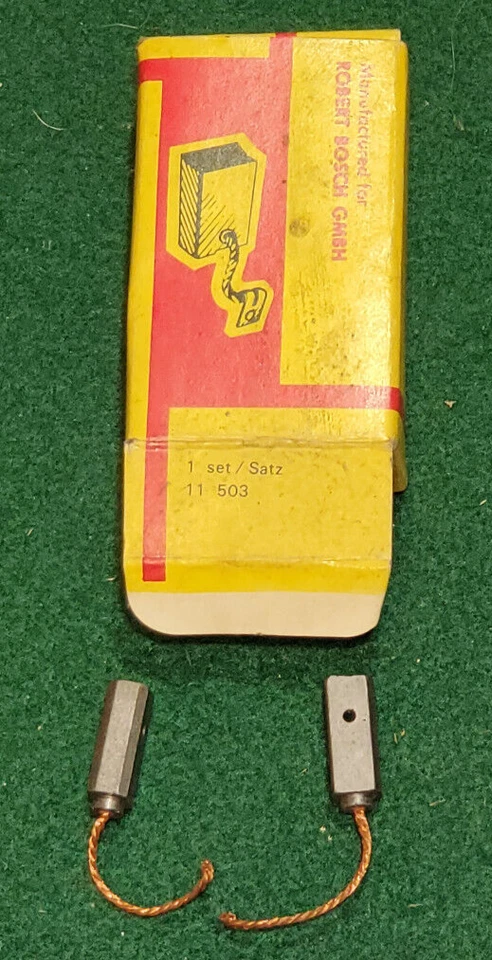 Manufactured for
ROBERT BOSCH GMBH
1 set / Satz
11 503